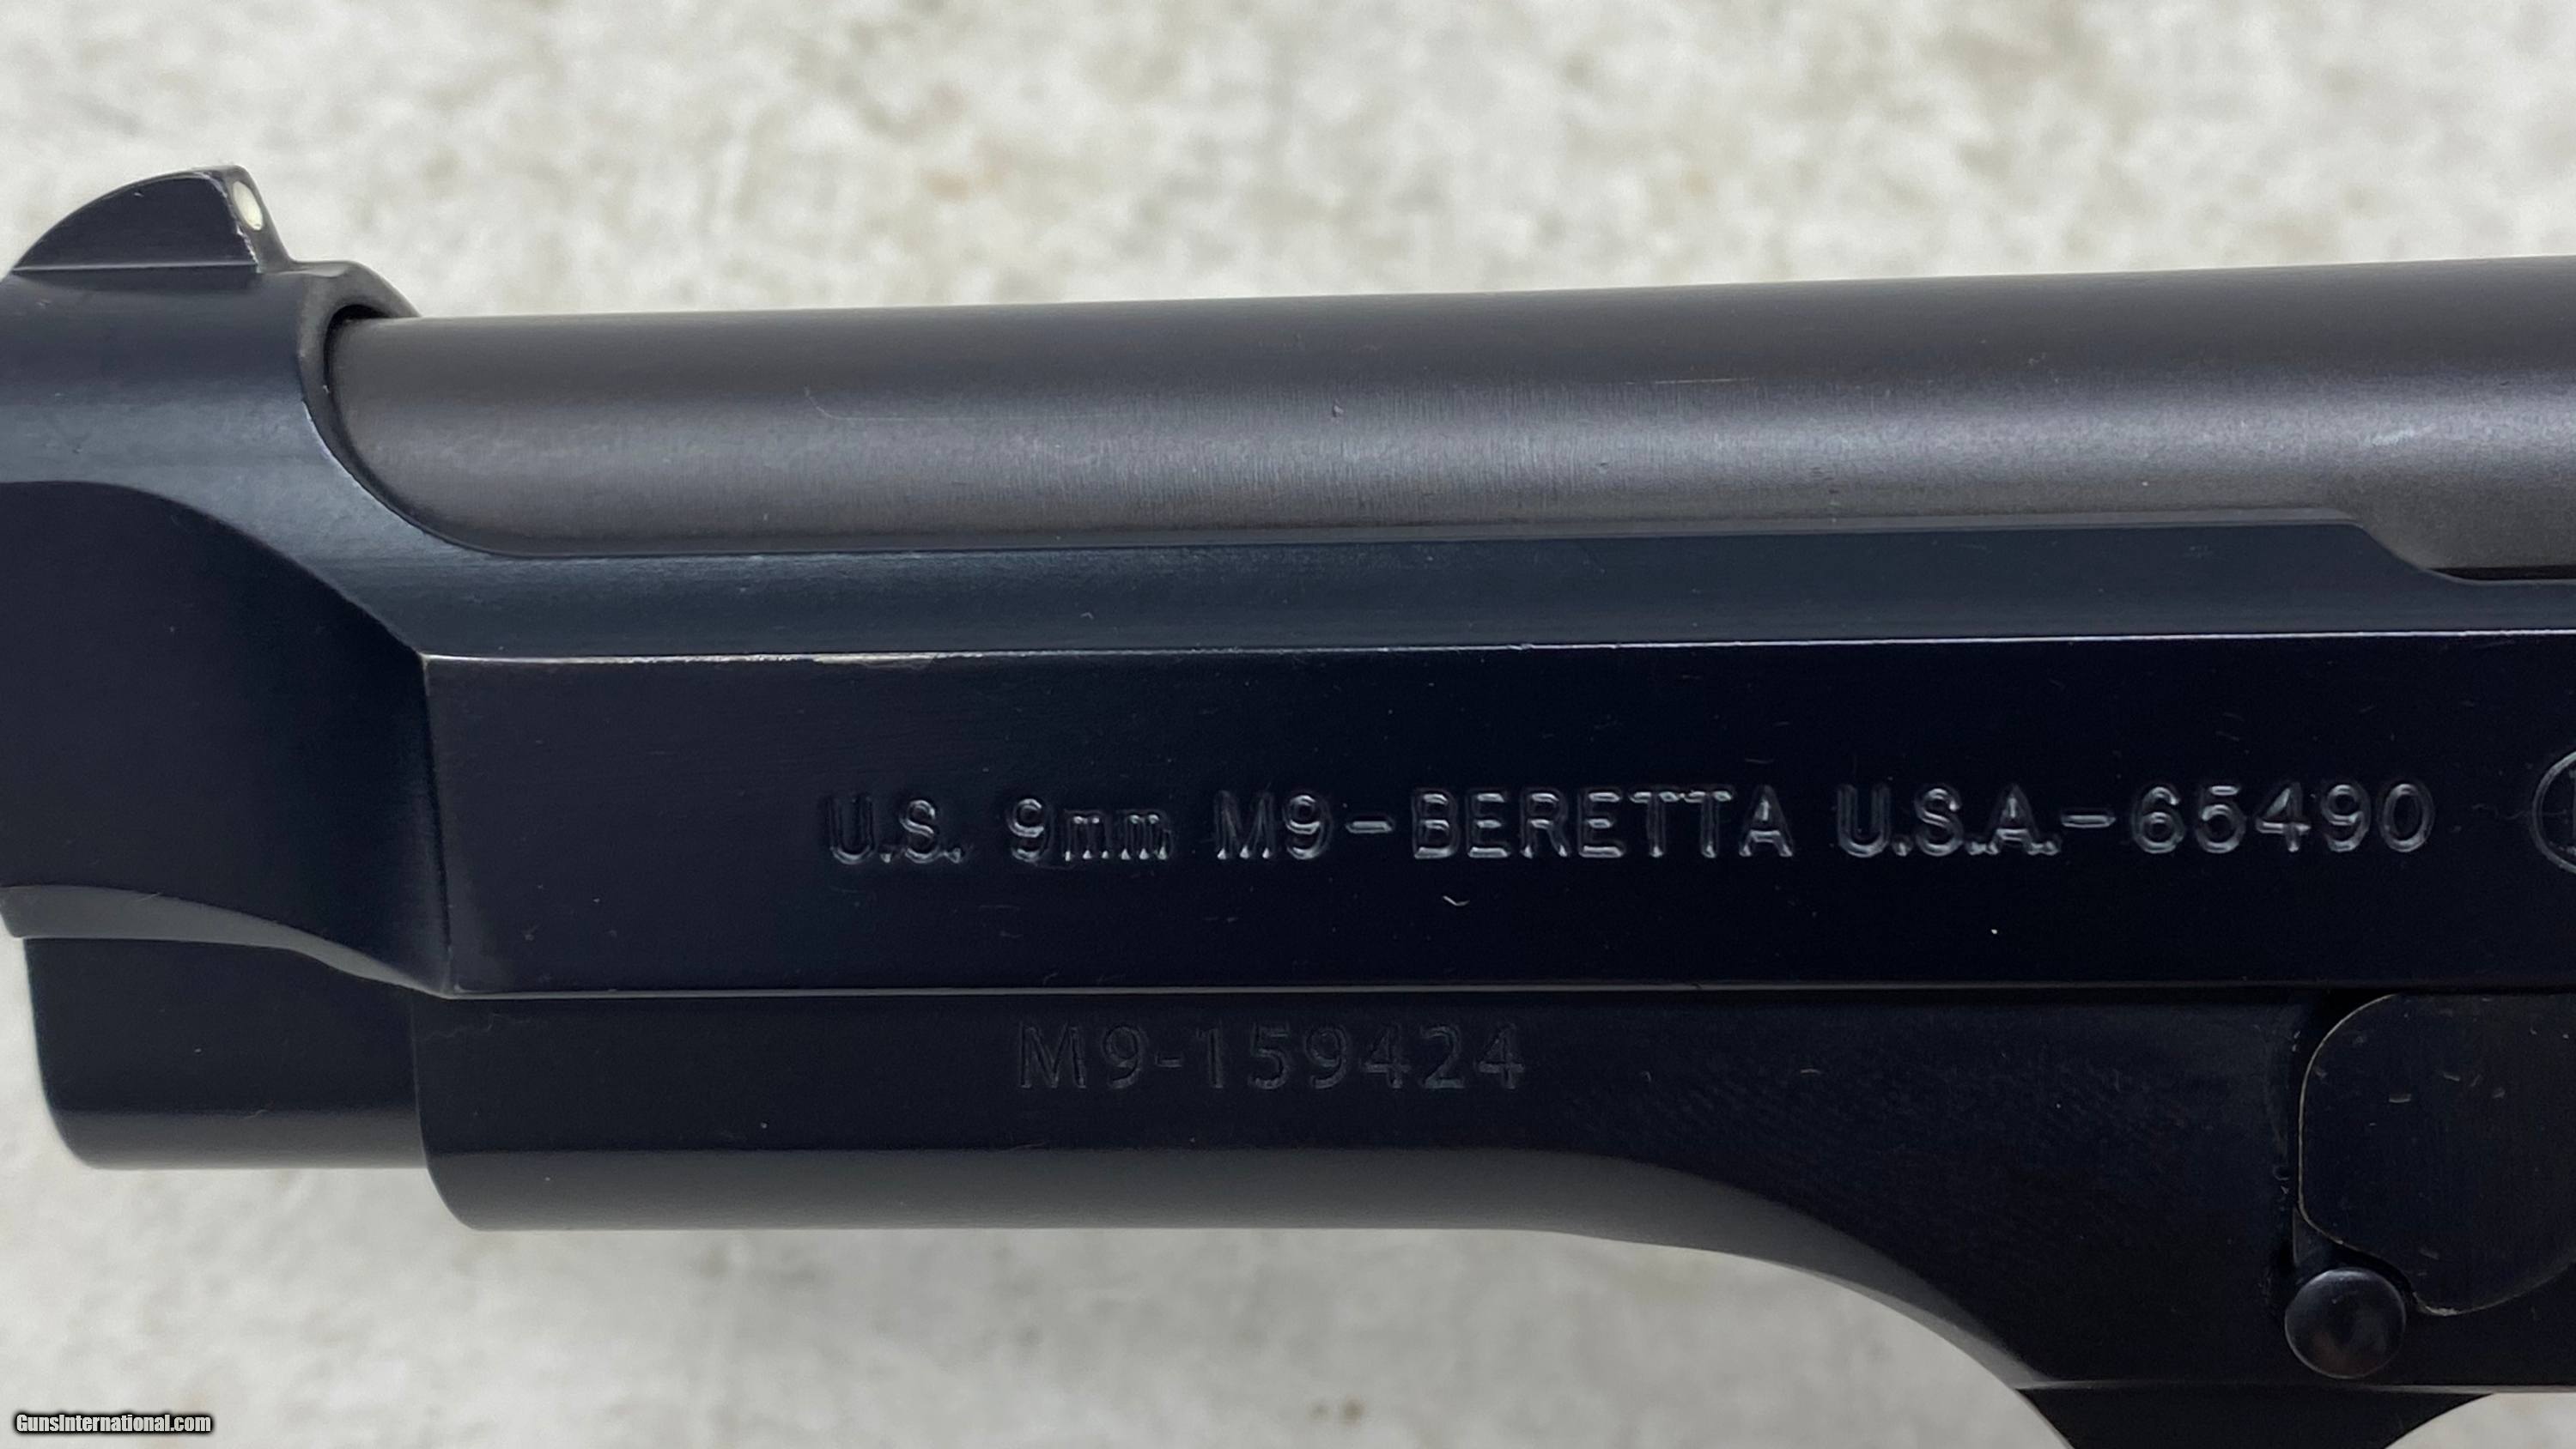 U.S. 9mm M9-BERETTA U.S.A.-65490
M9-159424
GunsInternational.com